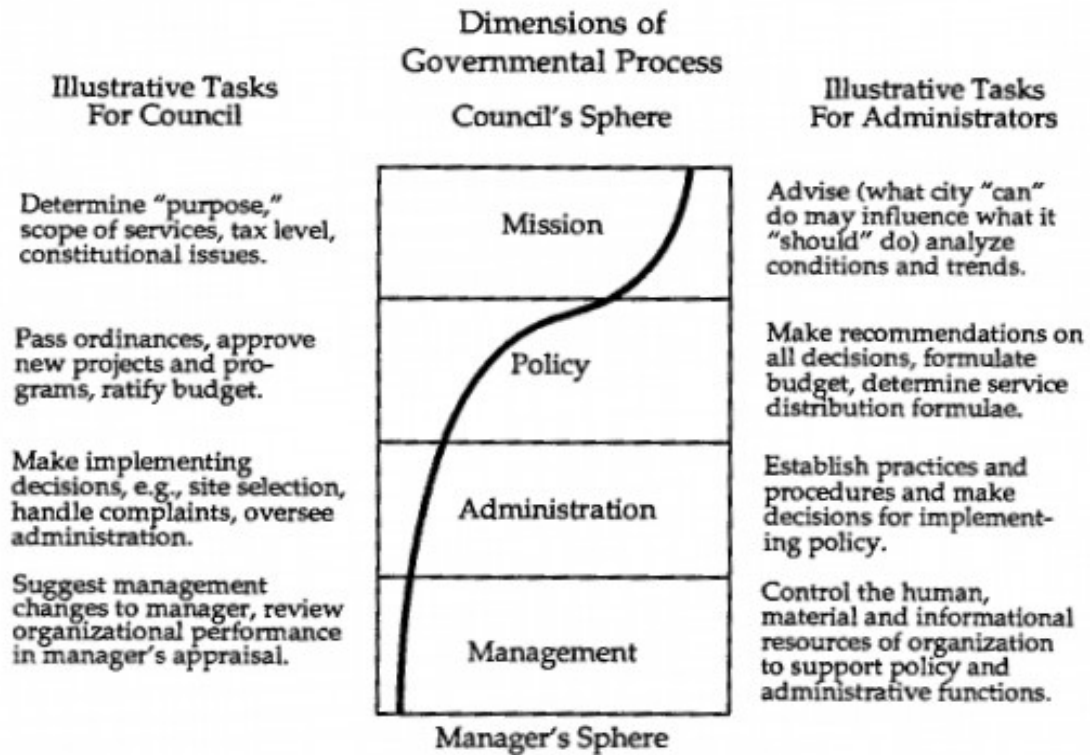 Dimensions of
Governmental Process
Illustrative Tasks
For Council
Council's Sphere
Illustrative Tasks
For Administrators
Determine "purpose,"
scope of services, tax level,
constitutional issues.
Mission
Advise (what city "can"
do may influence what it
"should" do) analyze
conditions and trends.
Pass ordinances, approve
new projects and pro-
grams, ratify budget.
Policy
Make recommendations on
all decisions, formulate
budget, determine service
distribution formulae.
Make implementing
decisions, e.g., site selection,
handle complaints, oversee
administration.
Administration
Establish practices and
procedures and make
decisions for implement-
ing policy.
Suggest management
changes to manager, review
organizational performance
in manager's appraisal.
Management
Control the human,
material and informational
resources of organization
to support policy and
administrative functions.
Manager's Sphere